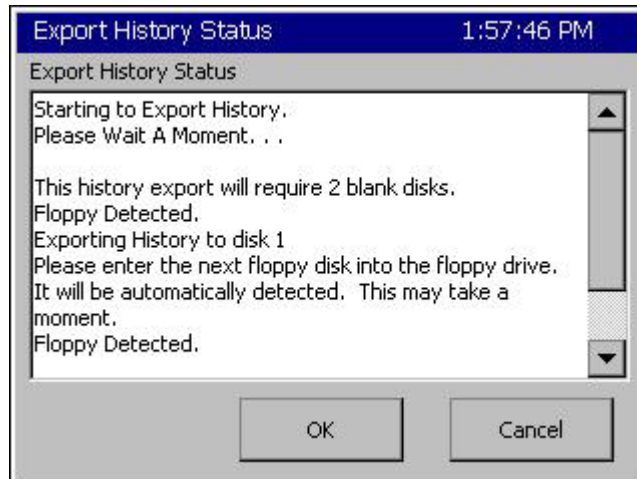 Export History Status 1:57:46 PM
Export History Status
Starting to Export History.
Please Wait A Moment. . .
This history export will require 2 blank disks.
Floppy Detected.
Exporting History to disk 1
Please enter the next floppy disk into the floppy drive.
It will be automatically detected.  This may take a
moment.
Floppy Detected.
OK Cancel